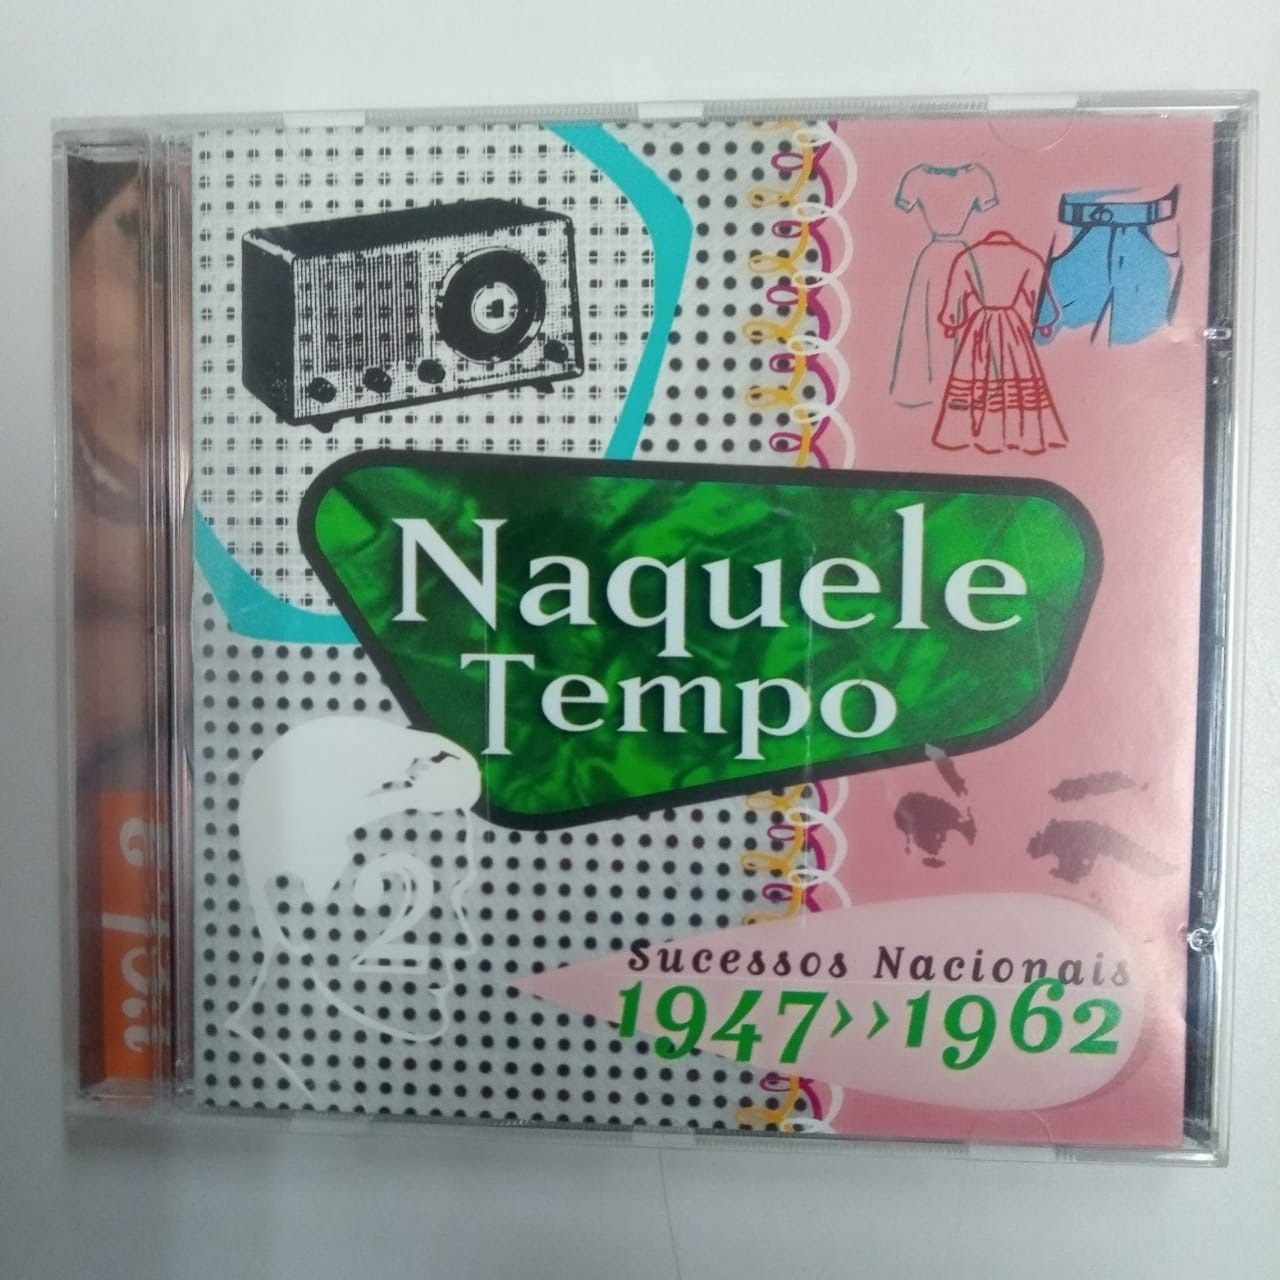 Naquele
Tempo
2
Sucessos Nacionais
1947>>1962